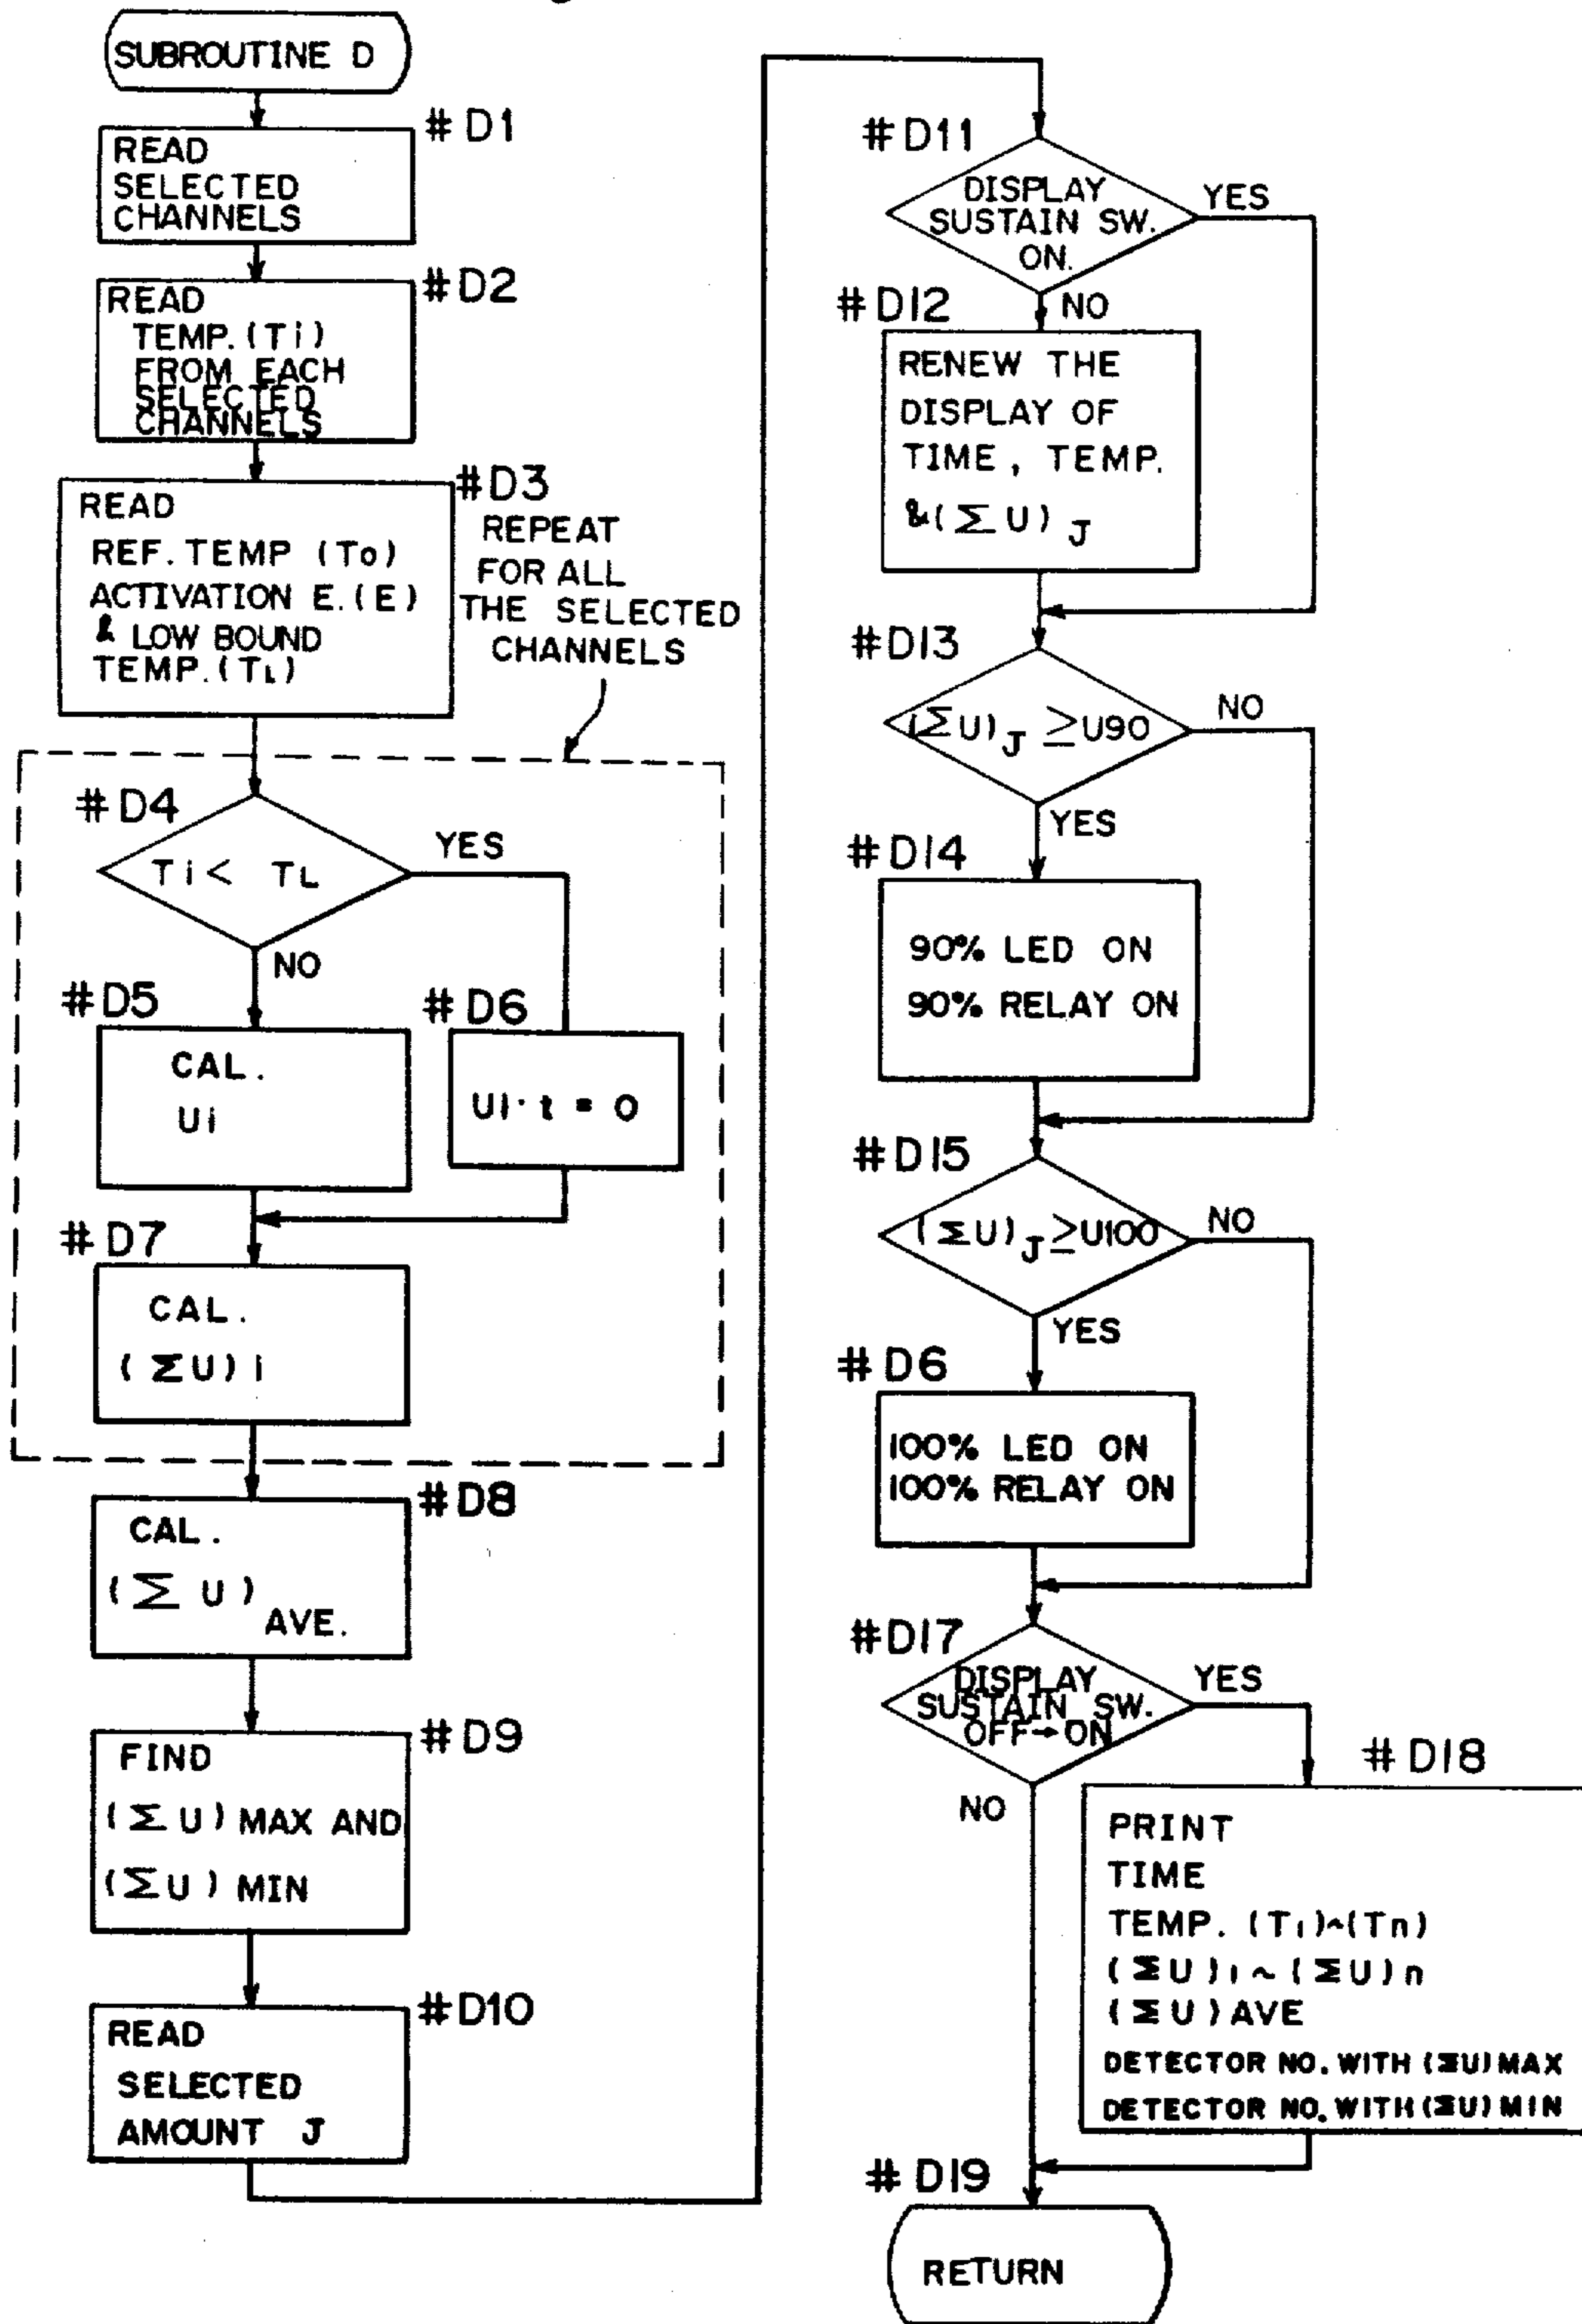 SUBROUTINE D
#D1
READ
SELECTED
CHANNELS
#D2
READ
TEMP. (Ti)
FROM EACH
SELECTED
CHANNELS
#D3
READ
REF. TEMP (To)
ACTIVATION E. (E)
& LOW BOUND
TEMP. (TL)
REPEAT
FOR ALL
THE SELECTED
CHANNELS
#D4
Ti < TL
YES
NO
#D5
CAL.
Ui
#D6
Ui·t = 0
#D7
CAL.
(ΣU) i
#D8
CAL.
(Σ U) AVE.
#D9
FIND
(Σ U) MAX AND
(Σ U) MIN
#D10
READ
SELECTED
AMOUNT J
#D11
DISPLAY
SUSTAIN SW.
ON.
YES
NO
#D12
RENEW THE
DISPLAY OF
TIME, TEMP.
&(Σ U) J
#D13
(ΣU) J ≥U90
NO
YES
#D14
90% LED ON
90% RELAY ON
#D15
(ΣU) J ≥U100
NO
YES
#D6
100% LED ON
100% RELAY ON
#D17
DISPLAY
SUSTAIN SW.
OFF→ON
YES
NO
#D18
PRINT
TIME
TEMP. (T1)~(Tn)
(ΣU)1 ~ (ΣU)n
(ΣU) AVE
DETECTOR NO. WITH (ΣU) MAX
DETECTOR NO. WITH (ΣU) MIN
#D19
RETURN